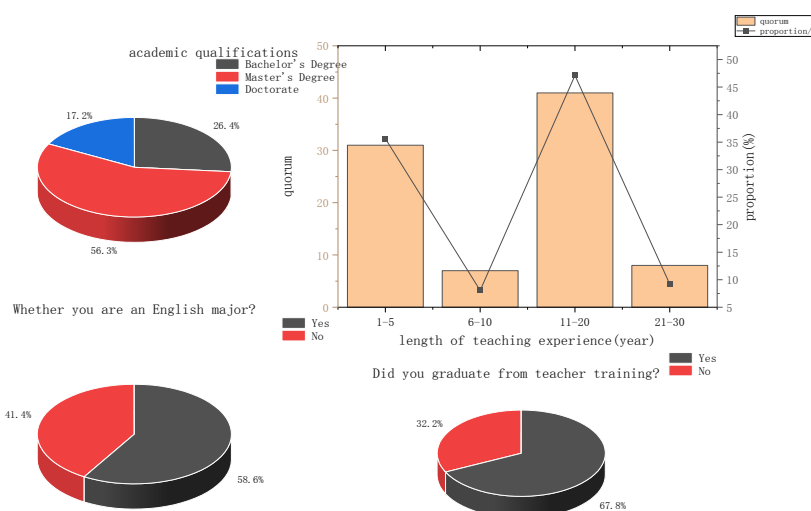 quorum
proportion/
academic qualifications
Bachelor's Degree
Master's Degree
Doctorate
17.2%
26.4%
56.3%
50
40
30
20
10
0
quorum
50
45
40
35
30
25
20
15
10
5
proportion(%)
1-5
6-10
11-20
21-30
length of teaching experience(year)
Whether you are an English major?
Yes
No
41.4%
58.6%
Did you graduate from teacher training?
Yes
No
32.2%
67.8%